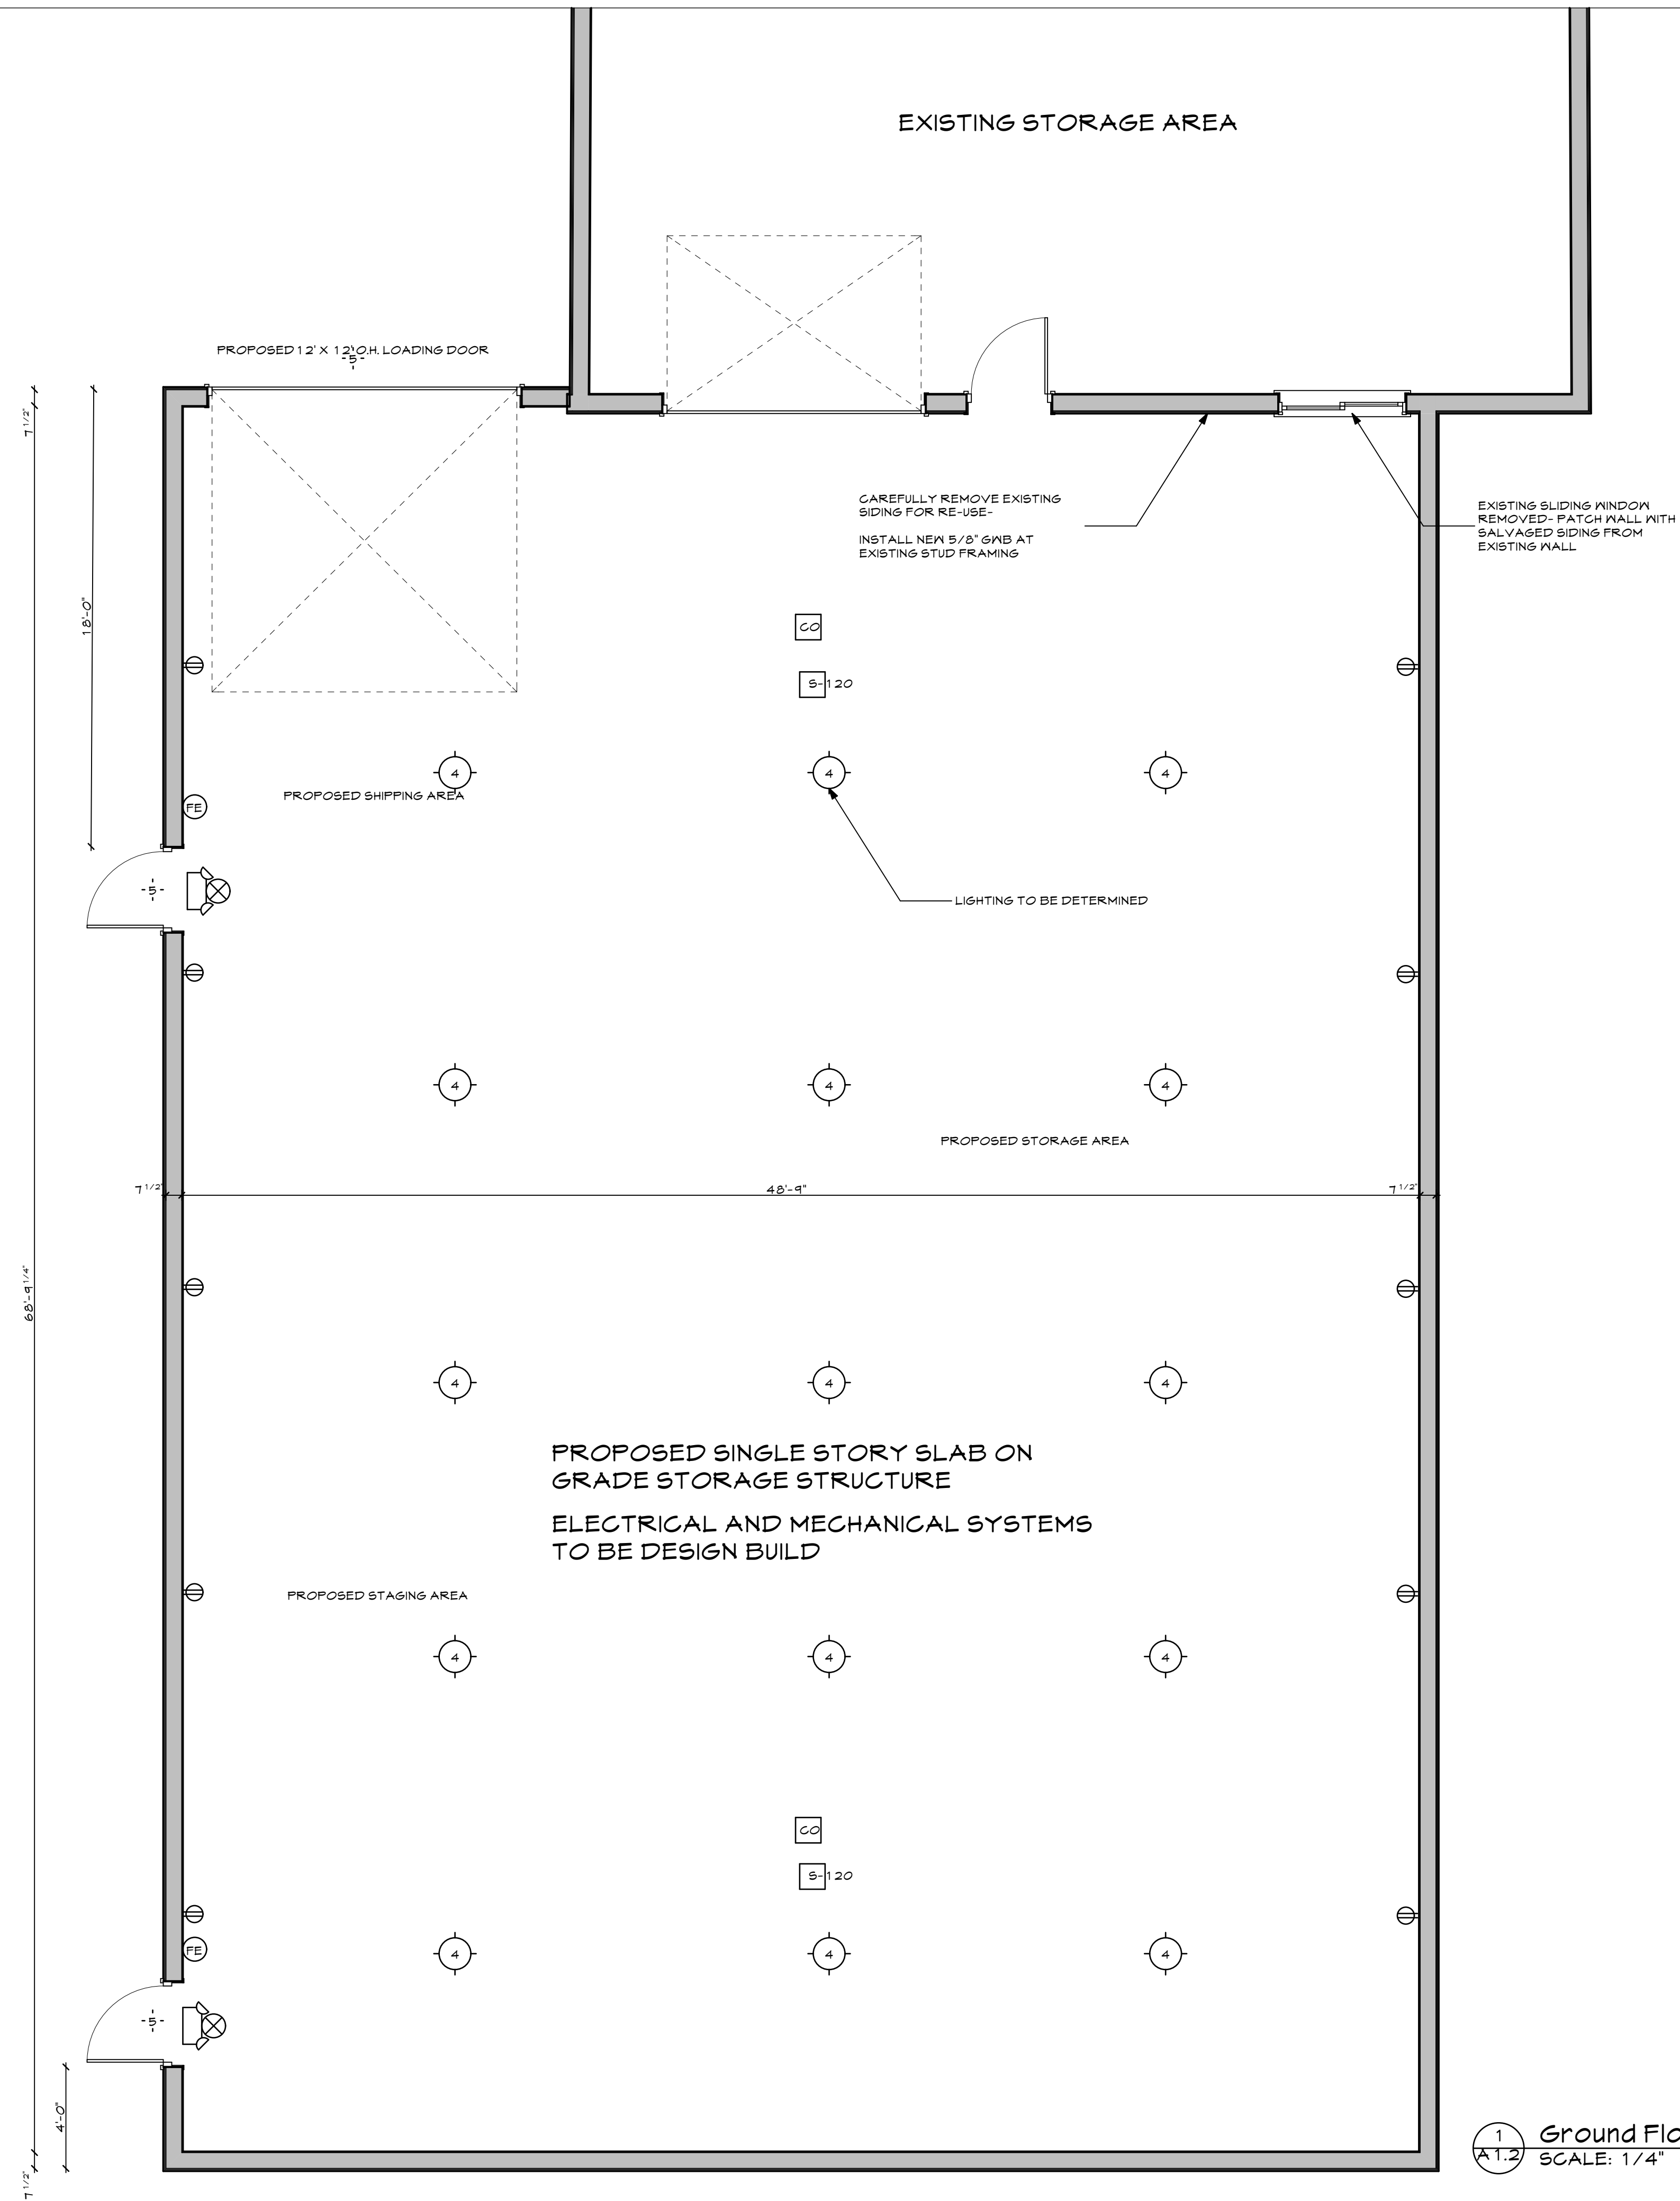 EXISTING STORAGE AREA
PROPOSED 12' X 12' O.H. LOADING DOOR
-5-
7 1/2"
18'-0"
CAREFULLY REMOVE EXISTING
SIDING FOR RE-USE-
INSTALL NEW 5/8" GWB AT
EXISTING STUD FRAMING
EXISTING SLIDING WINDOW
REMOVED- PATCH WALL WITH
SALVAGED SIDING FROM
EXISTING WALL
CO
S-120
4
4
4
PROPOSED SHIPPING AREA
FE
-5-
LIGHTING TO BE DETERMINED
4
4
4
PROPOSED STORAGE AREA
7 1/2"
48'-9"
7 1/2"
68'-9 1/4"
4
4
4
PROPOSED SINGLE STORY SLAB ON
GRADE STORAGE STRUCTURE
ELECTRICAL AND MECHANICAL SYSTEMS
TO BE DESIGN BUILD
PROPOSED STAGING AREA
4
4
4
CO
S-120
FE
4
4
4
-5-
4'-0"
7 1/2"
1
A1.2
Ground Flo
SCALE: 1/4"